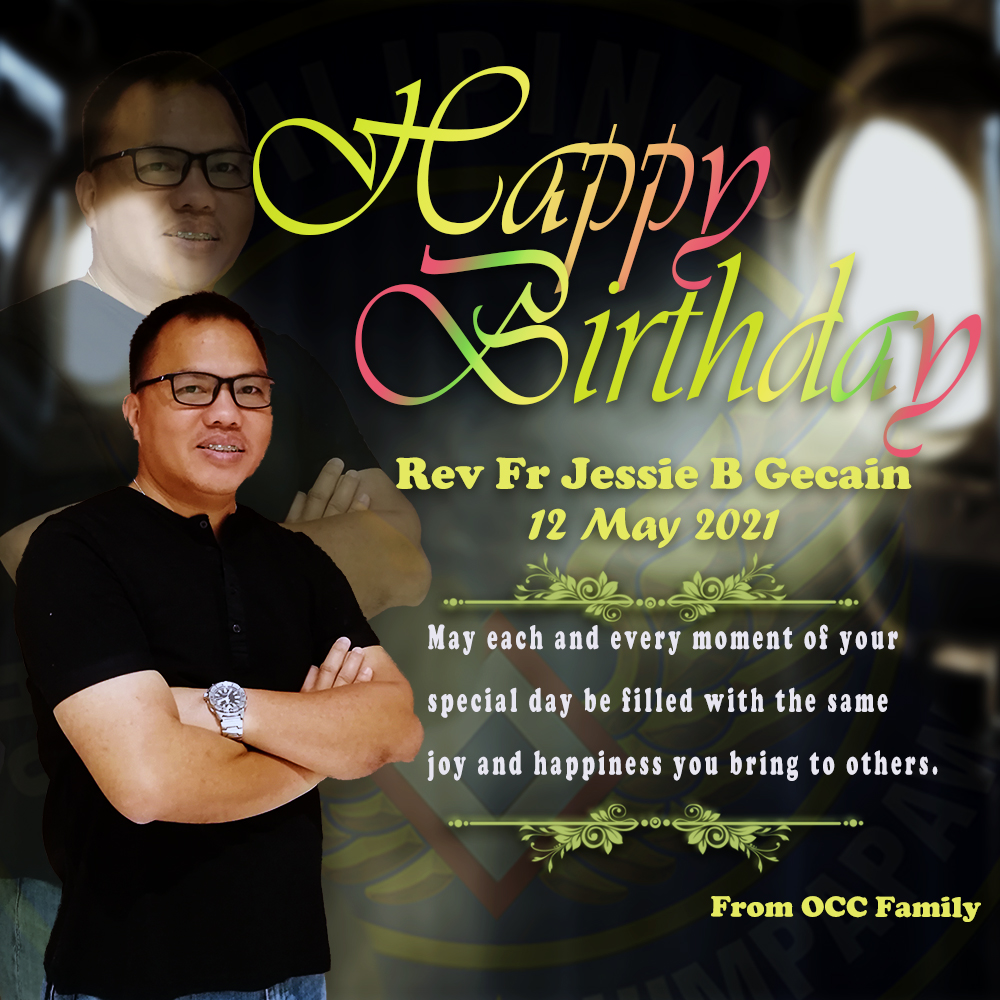 Happy
Birthday
Rev Fr Jessie B Gecain
12 May 2021
May each and every moment of your
special day be filled with the same
joy and happiness you bring to others.
From OCC Family